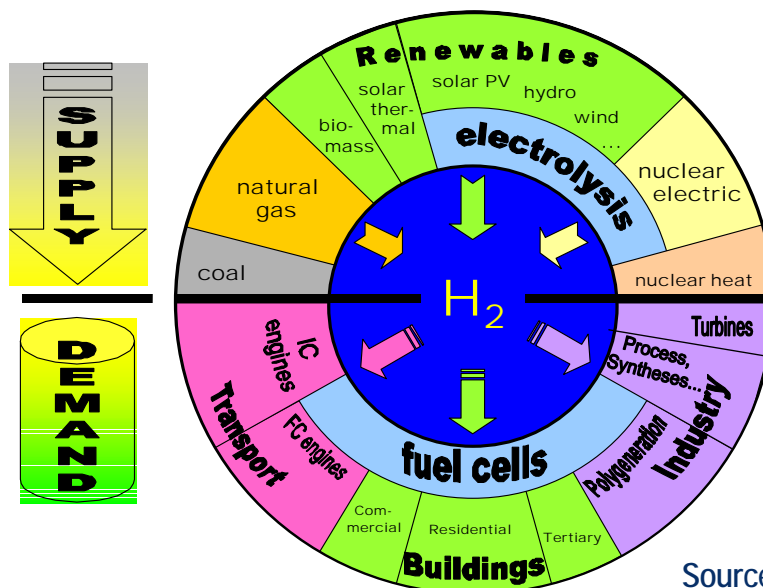 SUPPLY
Renewables
solar PV
hydro
wind
...
solar
ther-
mal
bio-
mass
electrolysis
natural
gas
nuclear
electric
coal
nuclear heat
H2
DEMAND
IC
engines
Turbines
Process,
Syntheses...
Transport
FC engines
fuel cells
Polygeneration
Industry
Com-
mercial
Residential
Tertiary
Buildings
Source